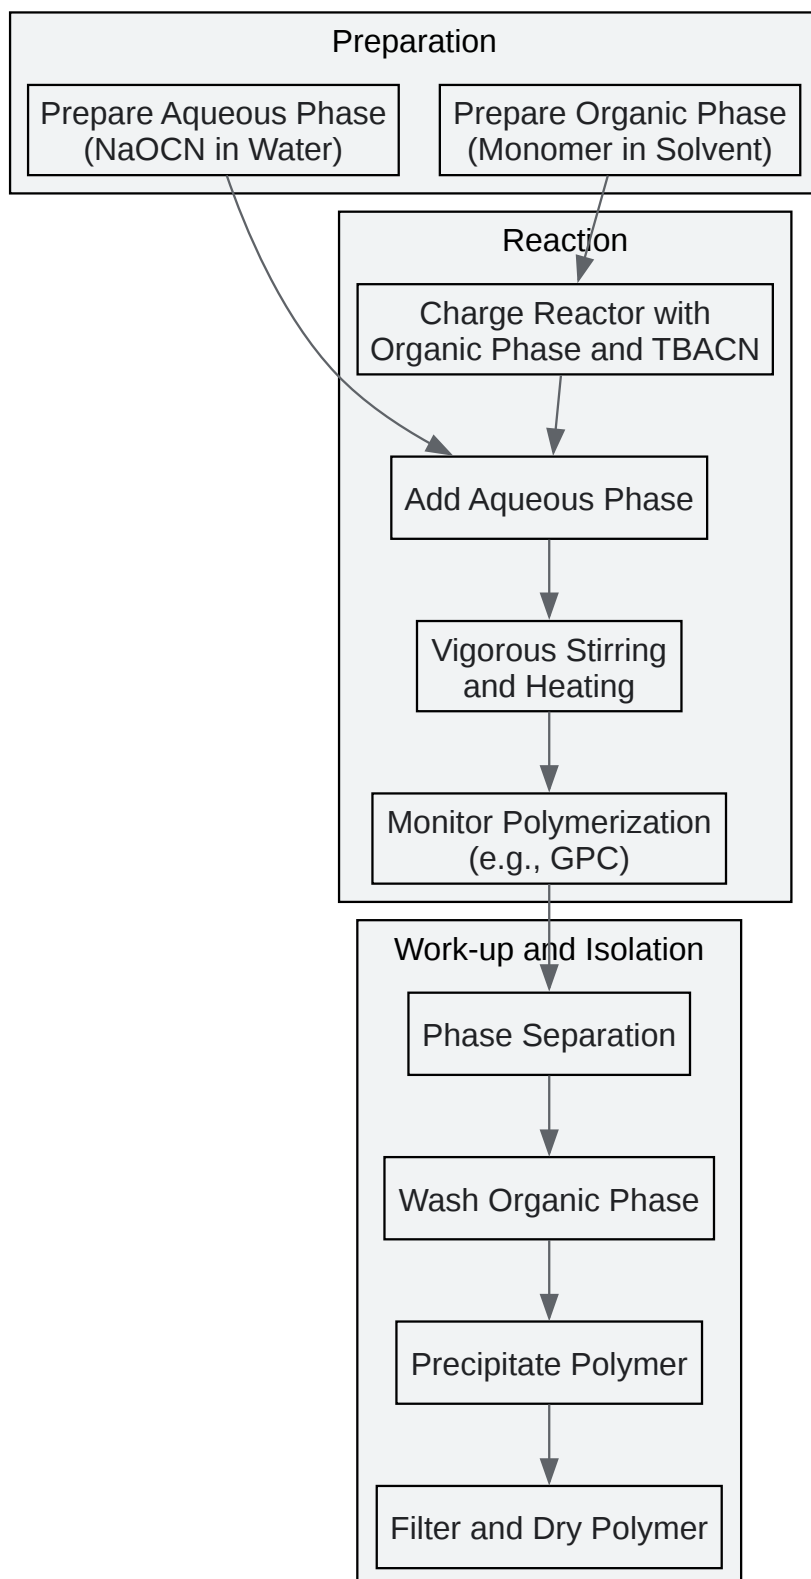 Preparation
Prepare Aqueous Phase
(NaOCN in Water)
Prepare Organic Phase
(Monomer in Solvent)
Reaction
Charge Reactor with
Organic Phase and TBACN
Add Aqueous Phase
Vigorous Stirring
and Heating
Monitor Polymerization
(e.g., GPC)
Work-up and Isolation
Phase Separation
Wash Organic Phase
Precipitate Polymer
Filter and Dry Polymer